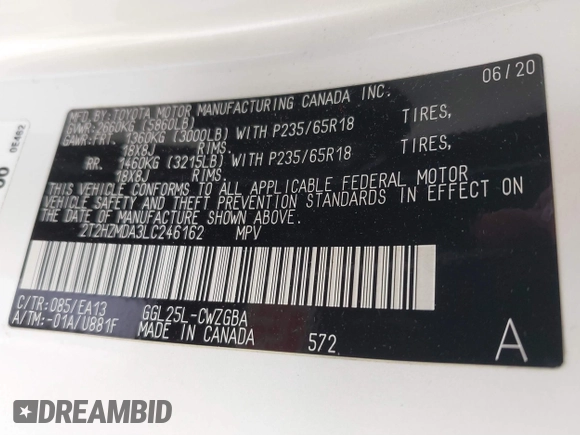 06/20
MFD.BY:TOYOTA MOTOR MANUFACTURING CANADA INC.
GVWR:2660KG (5860LB)
GAWR:FRT. 1360KG (3000LB) WITH P235/65R18 TIRES,
18X8J RIMS.
RR. 1460KG (3215LB) WITH P235/65R18 TIRES,
18X8J RIMS.
THIS VEHICLE CONFORMS TO ALL APPLICABLE FEDERAL MOTOR
VEHICLE SAFETY AND THEFT PREVENTION STANDARDS IN EFFECT ON
THE DATE OF MANUFACTURE SHOWN ABOVE.
2T2HZMDA3LC246162 MPV
C/TR:085/EA13 GGL25L-CWZGBA
A/TM:-01A/U881F MADE IN CANADA 572 A
DREAMBID